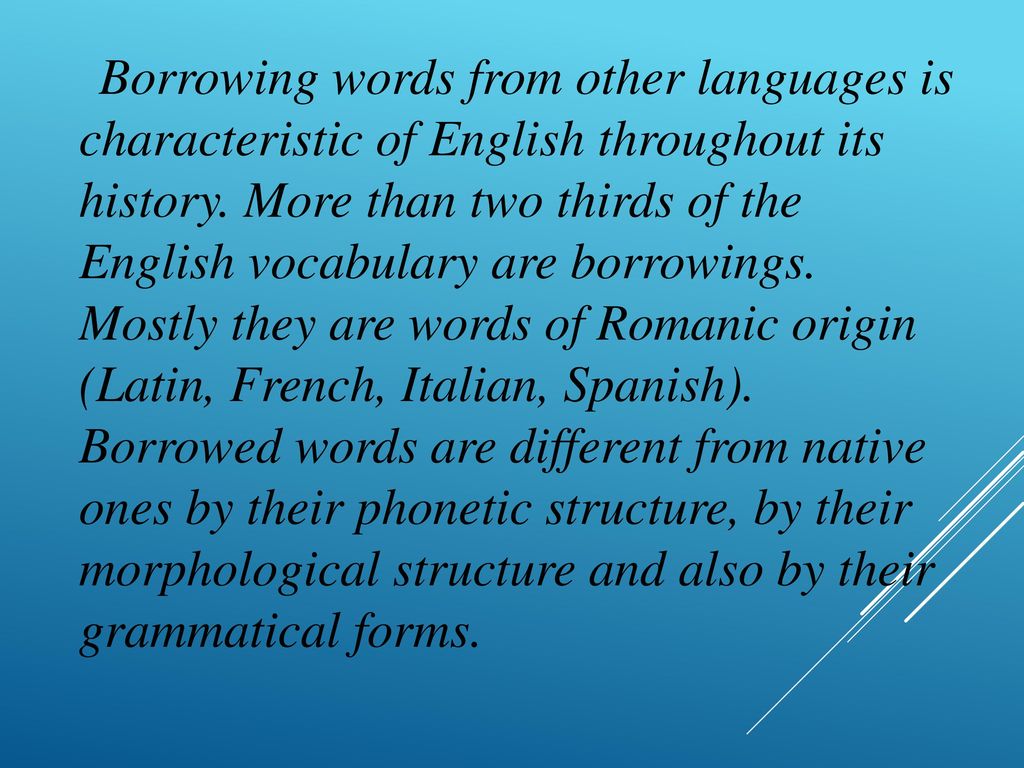 Borrowing words from other languages is
characteristic of English throughout its
history. More than two thirds of the
English vocabulary are borrowings.
Mostly they are words of Romanic origin
(Latin, French, Italian, Spanish).
Borrowed words are different from native
ones by their phonetic structure, by their
morphological structure and also by their
grammatical forms.